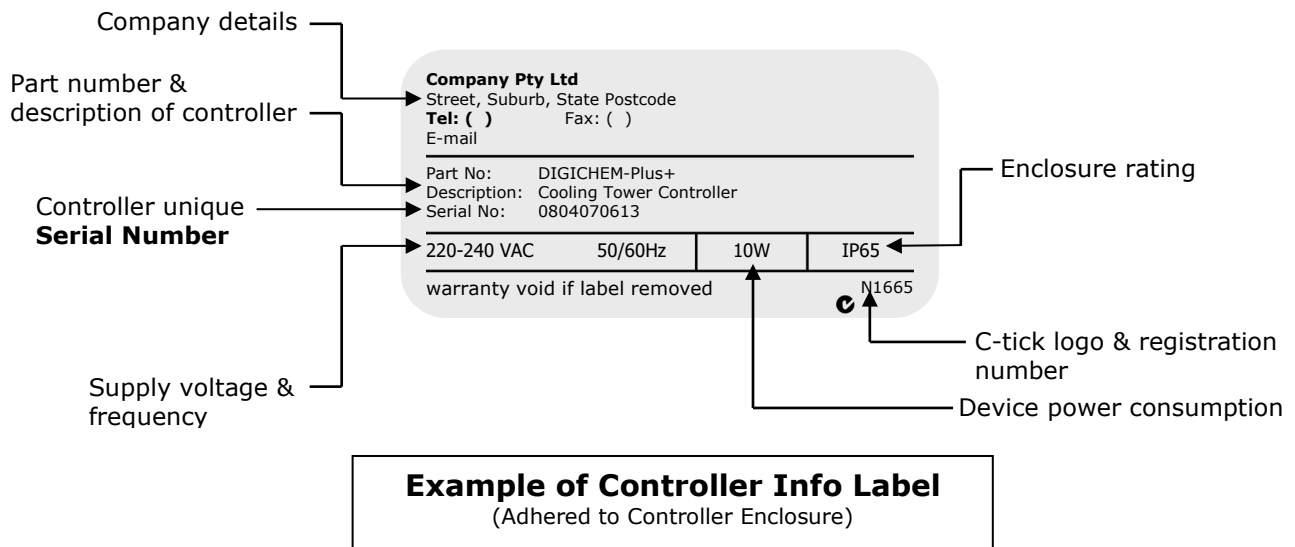 Company details
Part number &
description of controller
Controller unique
Serial Number
Supply voltage &
frequency
Company Pty Ltd
Street, Suburb, State Postcode
Tel: ( ) Fax: ( )
E-mail
Part No: DIGICHEM-Plus+
Description: Cooling Tower Controller
Serial No: 0804070613
220-240 VAC 50/60Hz 10W IP65
warranty void if label removed N1665
Enclosure rating
C-tick logo & registration
number
Device power consumption
Example of Controller Info Label
(Adhered to Controller Enclosure)